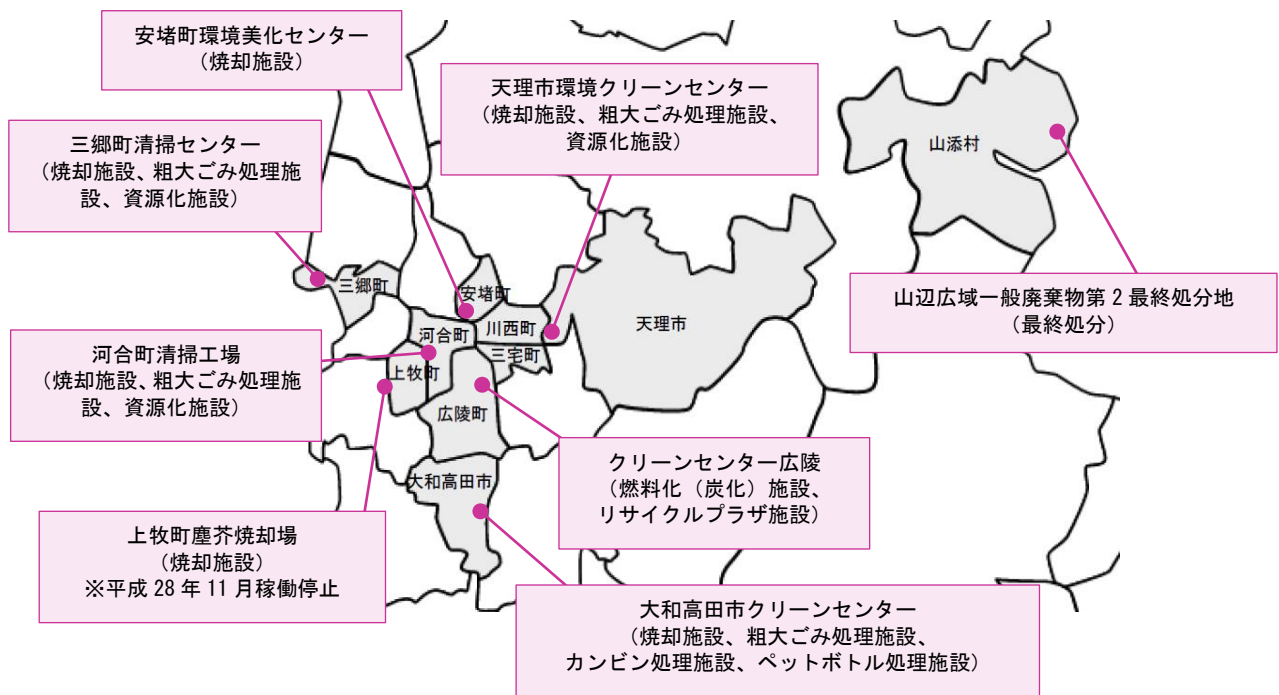 安堵町環境美化センター
(焼却施設)
天理市環境クリーンセンター
(焼却施設、粗大ごみ処理施設、
資源化施設)
三郷町清掃センター
(焼却施設、粗大ごみ処理施
設、資源化施設)
山添村
三郷町
安堵町
川西町
天理市
河合町
三宅町
上牧町
広陵町
大和高田市
山辺広域一般廃棄物第2最終処分地
(最終処分)
河合町清掃工場
(焼却施設、粗大ごみ処理施
設、資源化施設)
クリーンセンター広陵
(燃料化(炭化)施設、
リサイクルプラザ施設)
上牧町塵芥焼却場
(焼却施設)
※平成28年11月稼働停止
大和高田市クリーンセンター
(焼却施設、粗大ごみ処理施設、
カンビン処理施設、ペットボトル処理施設)